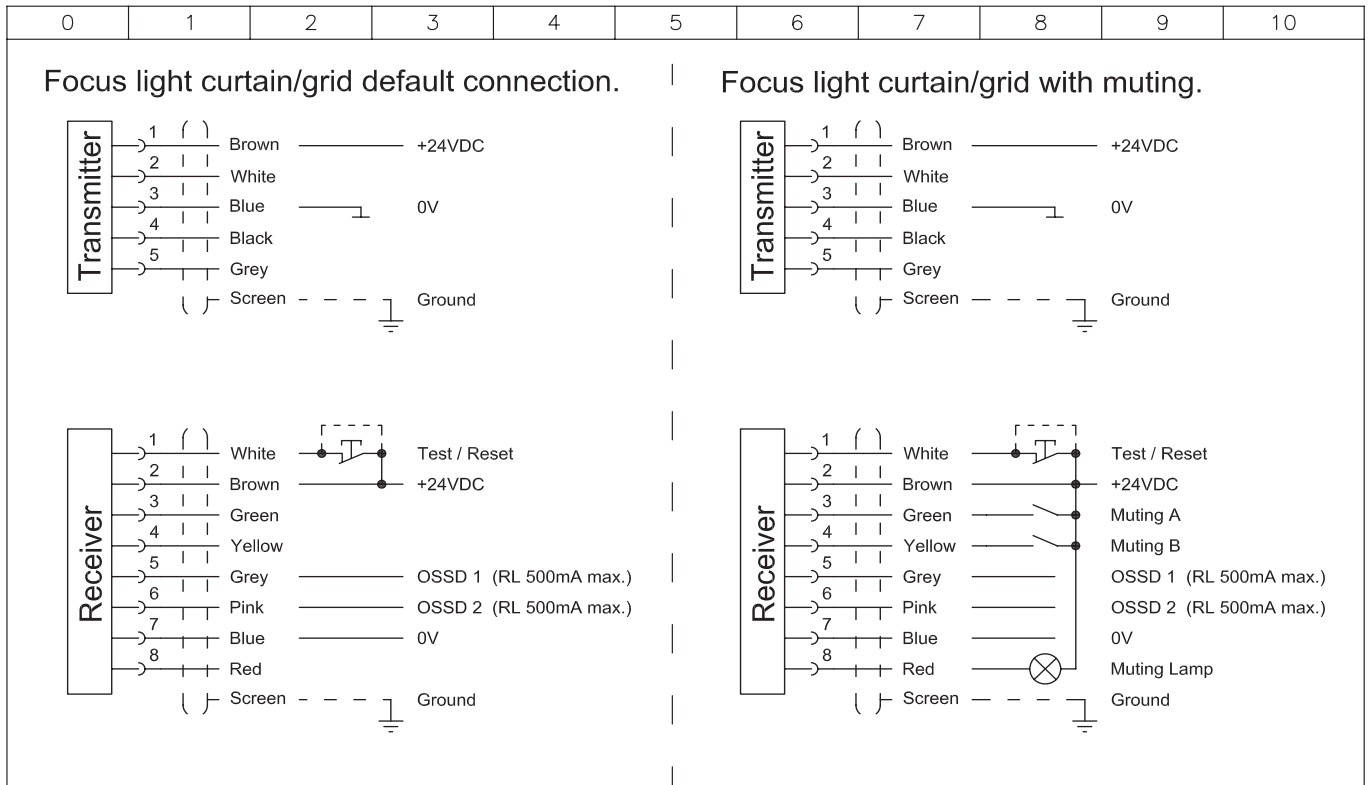 0 1 2 3 4 5 6 7 8 9 10
Focus light curtain/grid default connection.
Transmitter
1 Brown +24VDC
2 White
3 Blue 0V
4 Black
5 Grey
Screen Ground
Receiver
1 White Test / Reset
2 Brown +24VDC
3 Green
4 Yellow
5 Grey OSSD 1 (RL 500mA max.)
6 Pink OSSD 2 (RL 500mA max.)
7 Blue 0V
8 Red
Screen Ground
Focus light curtain/grid with muting.
Transmitter
1 Brown +24VDC
2 White
3 Blue 0V
4 Black
5 Grey
Screen Ground
Receiver
1 White Test / Reset
2 Brown +24VDC
3 Green Muting A
4 Yellow Muting B
5 Grey OSSD 1 (RL 500mA max.)
6 Pink OSSD 2 (RL 500mA max.)
7 Blue 0V
8 Red Muting Lamp
Screen Ground